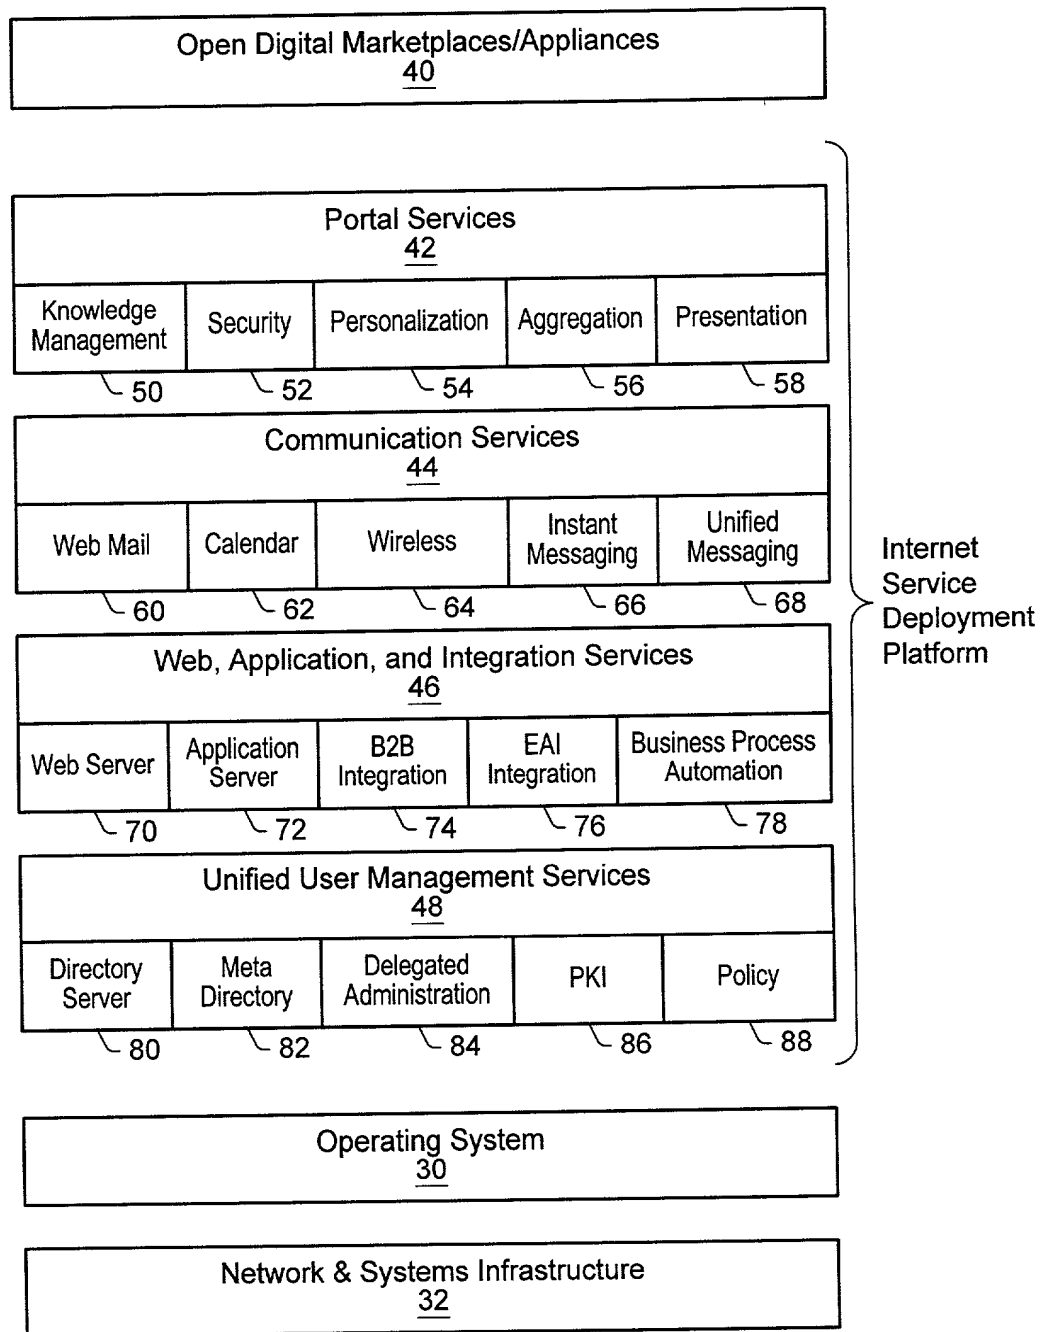 Open Digital Marketplaces/Appliances
40
Portal Services
42
Knowledge
Management
Security
Personalization
Aggregation
Presentation
50
52
54
56
58
Communication Services
44
Web Mail
Calendar
Wireless
Instant
Messaging
Unified
Messaging
60
62
64
66
68
Web, Application, and Integration Services
46
Web Server
Application
Server
B2B
Integration
EAI
Integration
Business Process
Automation
70
72
74
76
78
Unified User Management Services
48
Directory
Server
Meta
Directory
Delegated
Administration
PKI
Policy
80
82
84
86
88
Internet
Service
Deployment
Platform
Operating System
30
Network & Systems Infrastructure
32